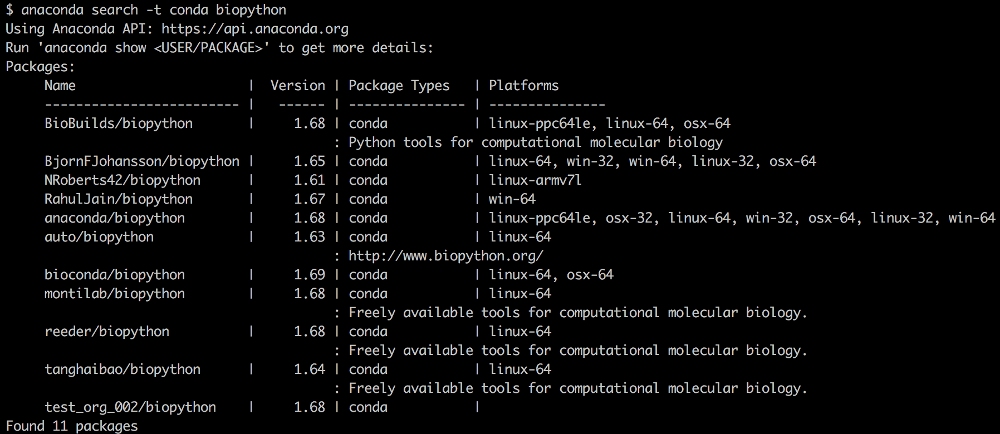 $ anaconda search -t conda biopython
Using Anaconda API: https://api.anaconda.org
Run 'anaconda show <USER/PACKAGE>' to get more details:
Packages:
     Name                      |  Version | Package Types   | Platforms
     ------------------------- |   ------ | --------------- | ---------------
     BioBuilds/biopython       |     1.68 | conda           | linux-ppc64le, linux-64, osx-64
                                          : Python tools for computational molecular biology
     BjornFJohansson/biopython |     1.65 | conda           | linux-64, win-32, win-64, linux-32, osx-64
     NRoberts42/biopython      |     1.61 | conda           | linux-armv7l
     RahulJain/biopython       |     1.67 | conda           | win-64
     anaconda/biopython        |     1.68 | conda           | linux-ppc64le, osx-32, linux-64, win-32, osx-64, linux-32, win-64
     auto/biopython            |     1.63 | conda           | linux-64
                                          : http://www.biopython.org/
     bioconda/biopython        |     1.69 | conda           | linux-64, osx-64
     montilab/biopython        |     1.68 | conda           | linux-64
                                          : Freely available tools for computational molecular biology.
     reeder/biopython          |     1.68 | conda           | linux-64
                                          : Freely available tools for computational molecular biology.
     tanghaibao/biopython      |     1.64 | conda           | linux-64
                                          : Freely available tools for computational molecular biology.
     test_org_002/biopython    |     1.68 | conda           |
Found 11 packages